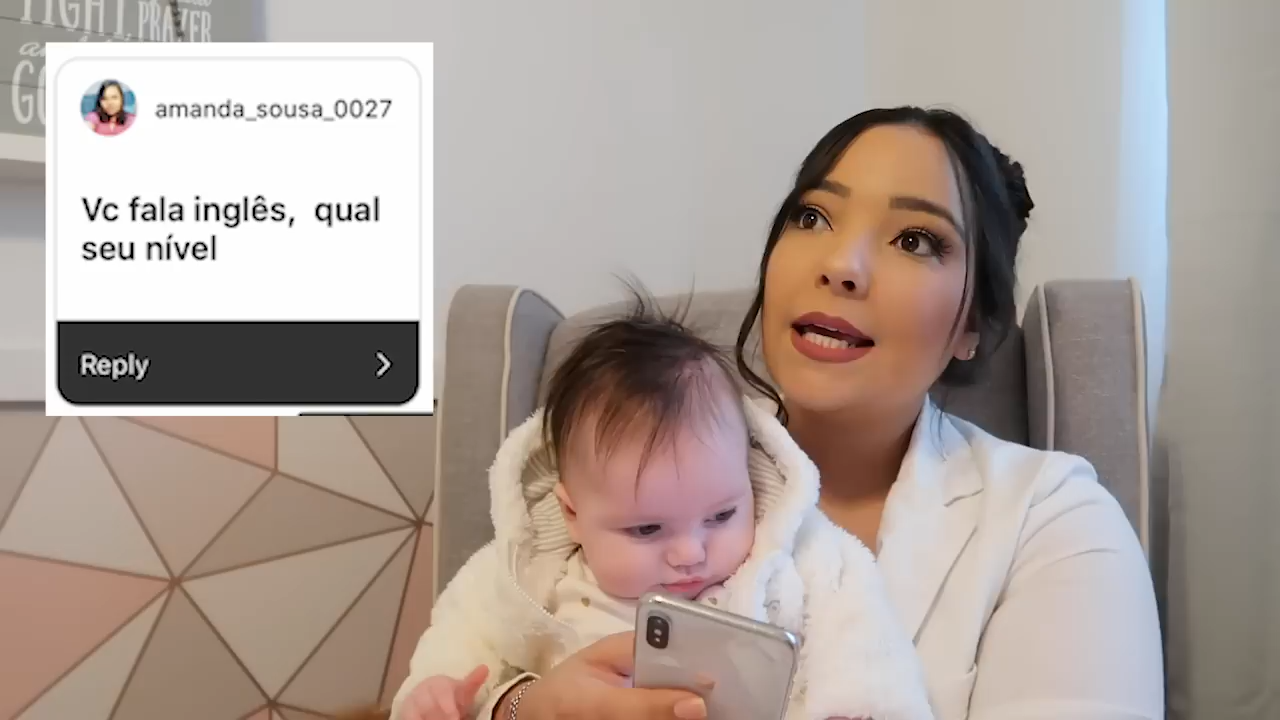 FIGHT PRAYER
amanda_sousa_0027
Vc fala inglês, qual
seu nível
Reply